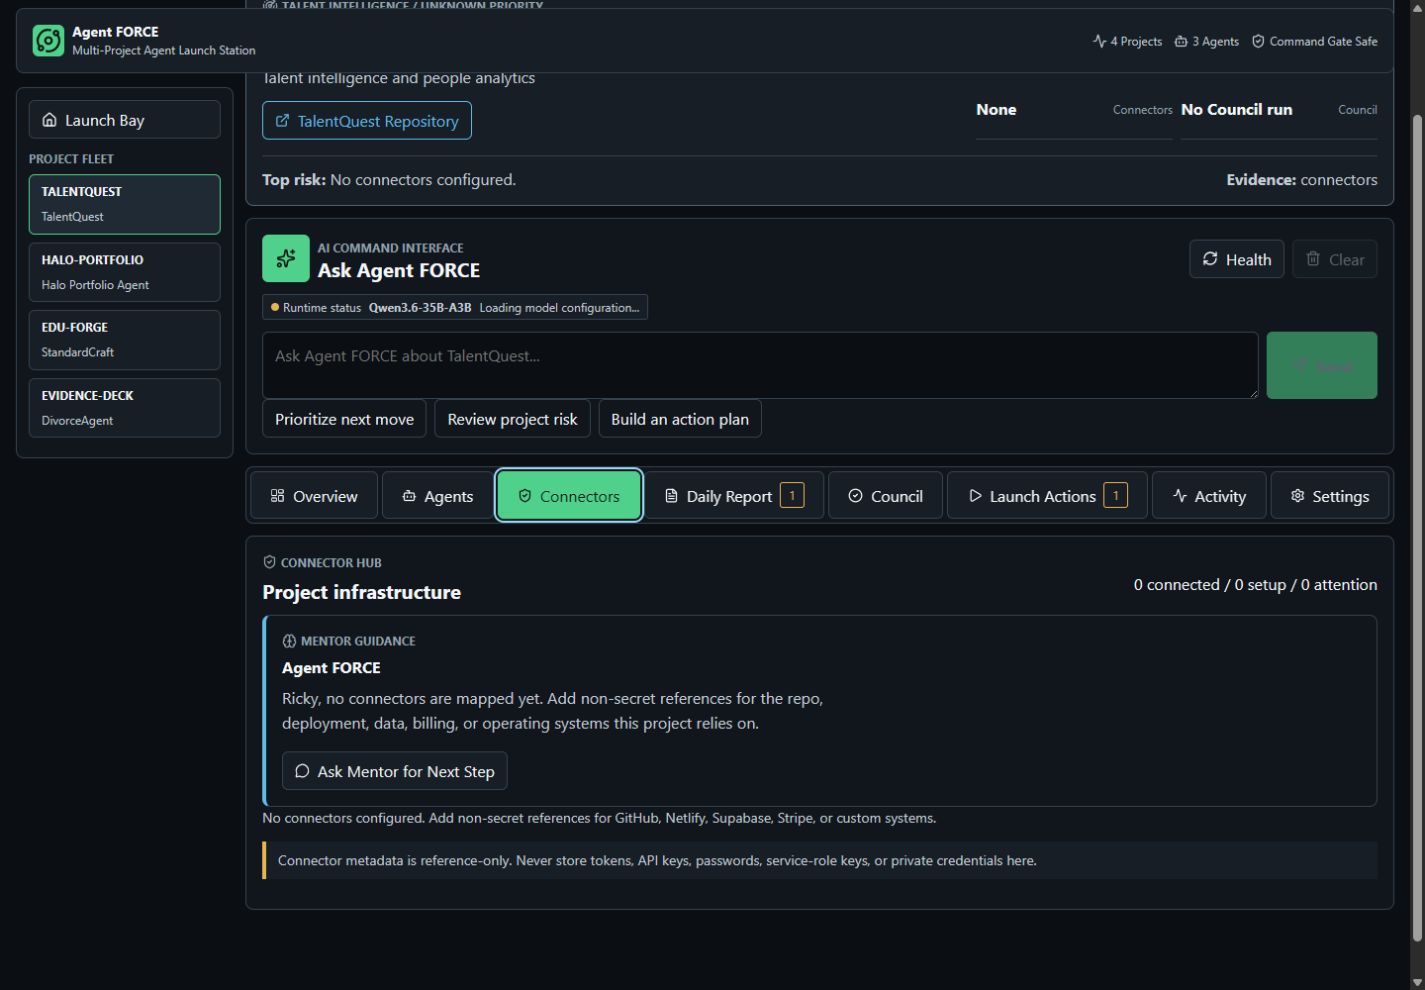 TALENT INTELLIGENCE / UNKNOWN PRIORITY
Agent FORCE
Multi-Project Agent Launch Station
4 Projects
3 Agents
Command Gate Safe
Launch Bay
PROJECT FLEET
TALENTQUEST
TalentQuest
HALO-PORTFOLIO
Halo Portfolio Agent
EDU-FORGE
StandardCraft
EVIDENCE-DECK
DivorceAgent
Talent intelligence and people analytics
TalentQuest Repository
None
Connectors
No Council run
Council
Top risk: No connectors configured.
Evidence: connectors
AI COMMAND INTERFACE
Ask Agent FORCE
Health
Clear
Runtime status Qwen3.6-35B-A3B Loading model configuration...
Ask Agent FORCE about TalentQuest...
Prioritize next move
Review project risk
Build an action plan
Overview
Agents
Connectors
Daily Report 1
Council
Launch Actions 1
Activity
Settings
CONNECTOR HUB
Project infrastructure
0 connected / 0 setup / 0 attention
MENTOR GUIDANCE
Agent FORCE
Ricky, no connectors are mapped yet. Add non-secret references for the repo,
deployment, data, billing, or operating systems this project relies on.
Ask Mentor for Next Step
No connectors configured. Add non-secret references for GitHub, Netlify, Supabase, Stripe, or custom systems.
Connector metadata is reference-only. Never store tokens, API keys, passwords, service-role keys, or private credentials here.